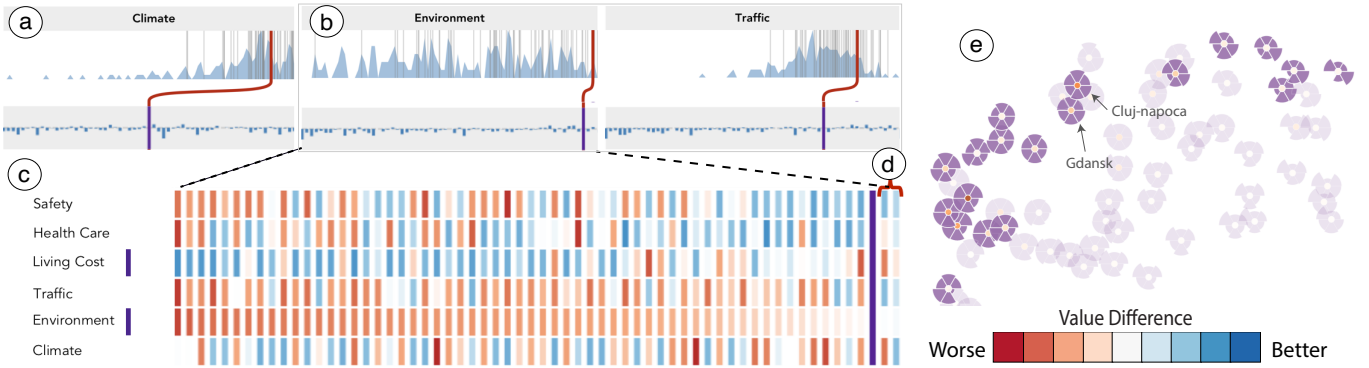 a
Climate
b
Environment
Traffic
e
Cluj-napoca
Gdansk
c
d
Safety
Health Care
Living Cost
Traffic
Environment
Climate
Value Difference
Worse
Better